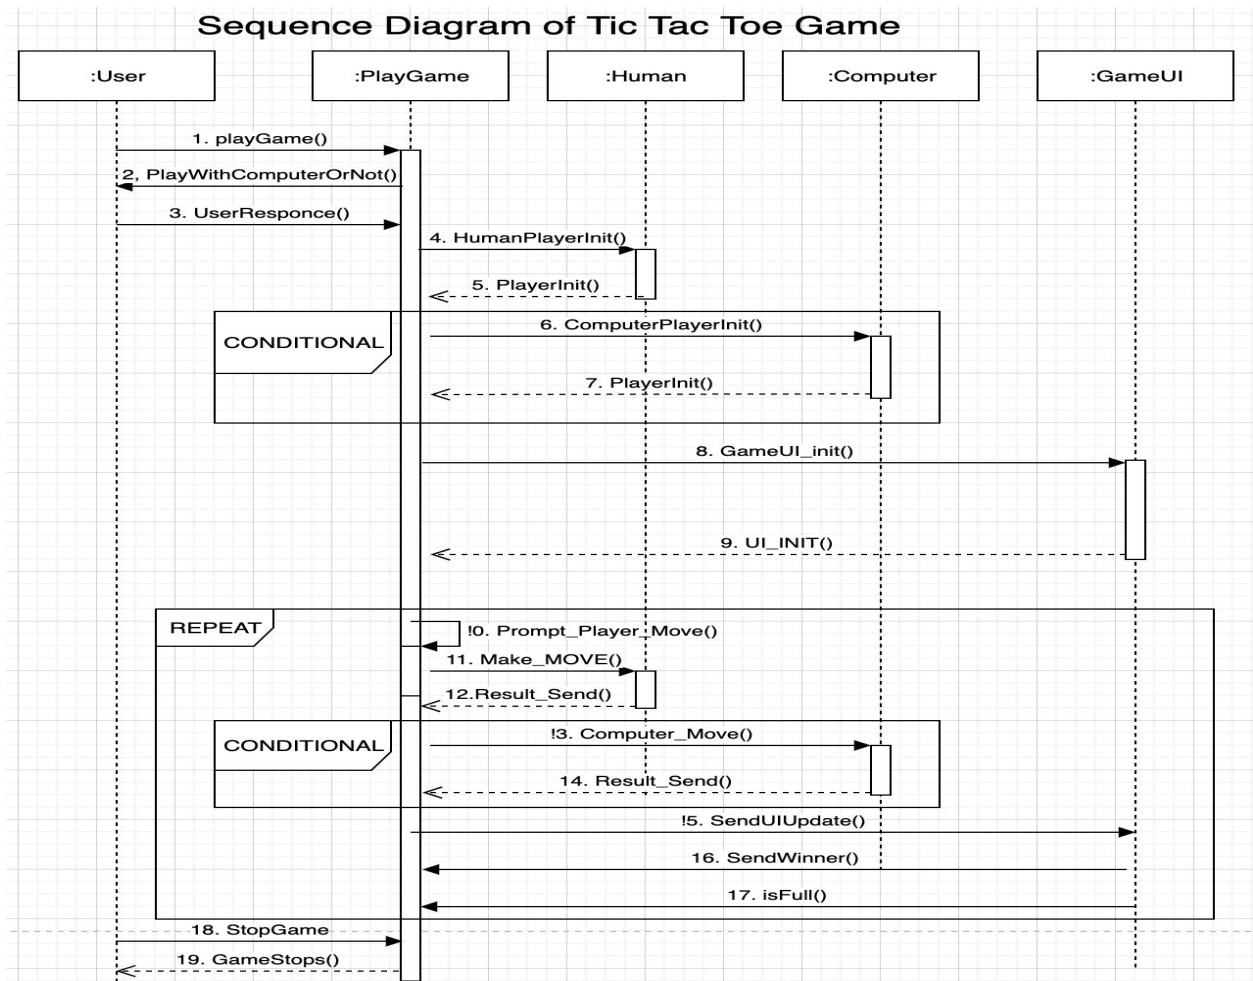 Sequence Diagram of Tic Tac Toe Game
:User
:PlayGame
:Human
:Computer
:GameUI
1. playGame()
2, PlayWithComputerOrNot()
3. UserResponce()
4. HumanPlayerInit()
5. PlayerInit()
CONDITIONAL
6. ComputerPlayerInit()
7. PlayerInit()
8. GameUI_init()
9. UI_INIT()
REPEAT
!0. Prompt_Player_Move()
11. Make_MOVE()
12.Result_Send()
CONDITIONAL
!3. Computer_Move()
14. Result_Send()
!5. SendUIUpdate()
16. SendWinner()
17. isFull()
18. StopGame
19. GameStops()